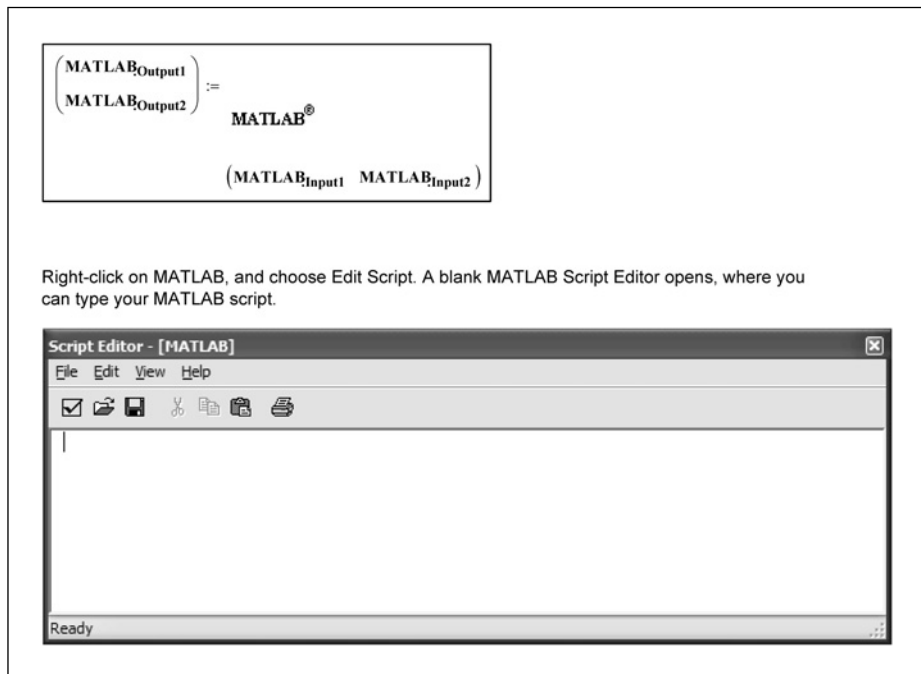 MATLAB.Output1
MATLAB.Output2
:=
MATLAB®
(MATLAB.Input1 MATLAB.Input2)
Right-click on MATLAB, and choose Edit Script. A blank MATLAB Script Editor opens, where you
can type your MATLAB script.
Script Editor - [MATLAB]
File Edit View Help
Ready